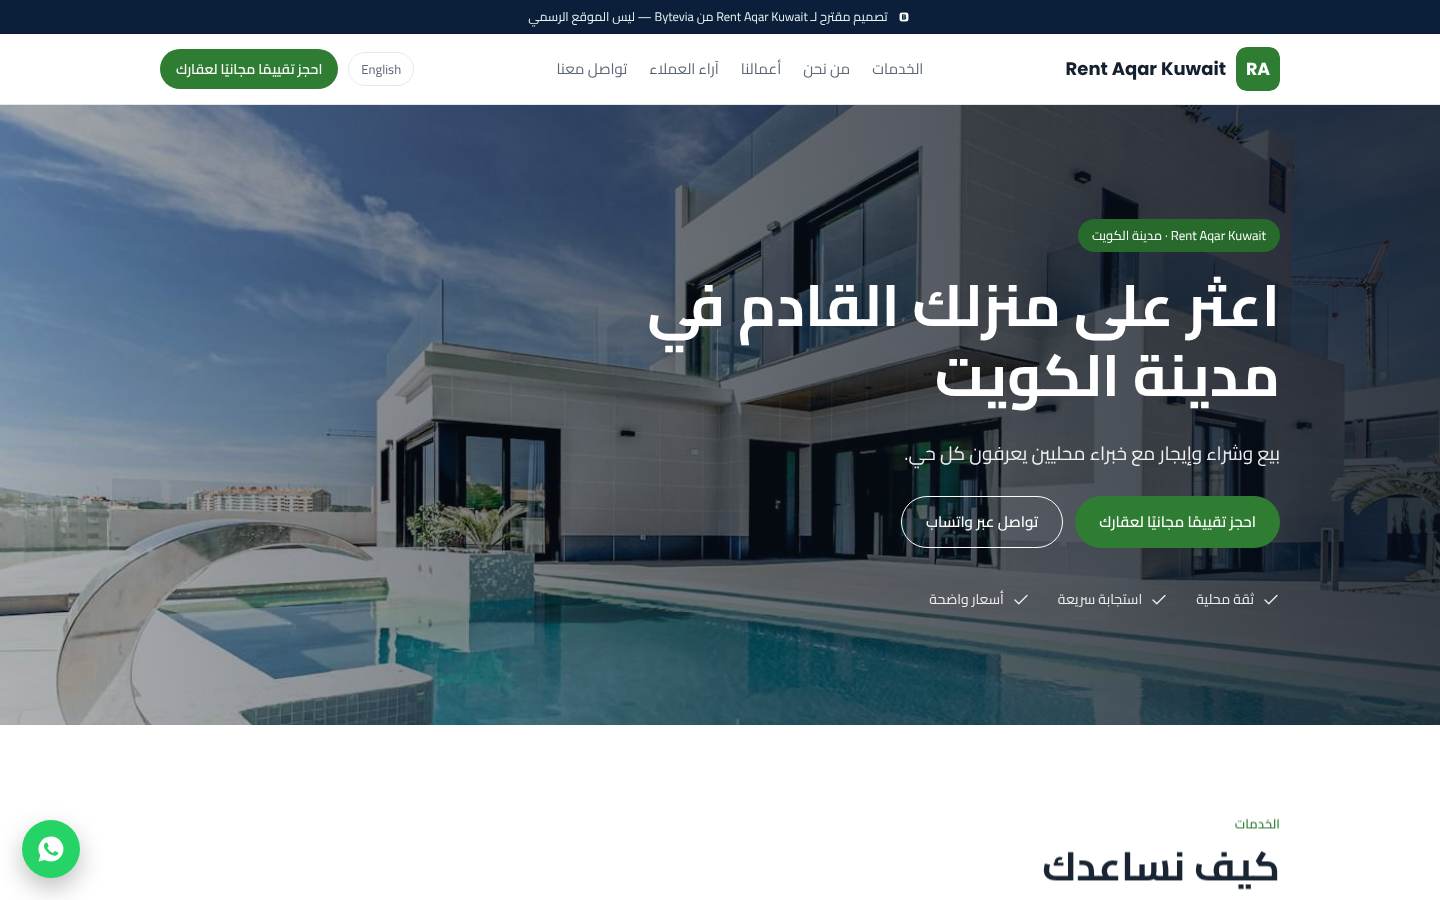 تصميم مقترح لـ Rent Aqar Kuwait من Bytevia — ليس الموقع الرسمي
RA Rent Aqar Kuwait
الخدمات من نحن أعمالنا آراء العملاء تواصل معنا
English
احجز تقييمًا مجانيًا لعقارك
Rent Aqar Kuwait · مدينة الكويت
اعثر على منزلك القادم في
مدينة الكويت
بيع وشراء وإيجار مع خبراء محليين يعرفون كل حي.
احجز تقييمًا مجانيًا لعقارك
تواصل عبر واتساب
ثقة محلية استجابة سريعة أسعار واضحة
الخدمات
كيف نساعدك